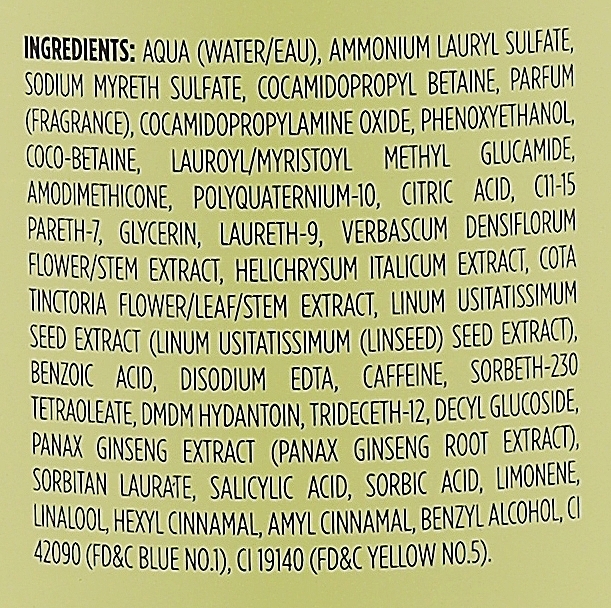 INGREDIENTS: AQUA (WATER/EAU), AMMONIUM LAURYL SULFATE,
SODIUM MYRETH SULFATE, COCAMIDOPROPYL BETAINE, PARFUM
(FRAGRANCE), COCAMIDOPROPYLAMINE OXIDE, PHENOXYETHANOL,
COCO-BETAINE, LAUROYL/MYRISTOYL METHYL GLUCAMIDE,
AMODIMETHICONE, POLYQUATERNIUM-10, CITRIC ACID, C11-15
PARETH-7, GLYCERIN, LAURETH-9, VERBASCUM DENSIFLORUM
FLOWER/STEM EXTRACT, HELICHRYSUM ITALICUM EXTRACT, COTA
TINCTORIA FLOWER/LEAF/STEM EXTRACT, LINUM USITATISSIMUM
SEED EXTRACT (LINUM USITATISSIMUM (LINSEED) SEED EXTRACT),
BENZOIC ACID, DISODIUM EDTA, CAFFEINE, SORBETH-230
TETRAOLEATE, DMDM HYDANTOIN, TRIDECETH-12, DECYL GLUCOSIDE,
PANAX GINSENG EXTRACT (PANAX GINSENG ROOT EXTRACT),
SORBITAN LAURATE, SALICYLIC ACID, SORBIC ACID, LIMONENE,
LINALOOL, HEXYL CINNAMAL, AMYL CINNAMAL, BENZYL ALCOHOL, CI
42090 (FD&C BLUE NO.1), CI 19140 (FD&C YELLOW NO.5).